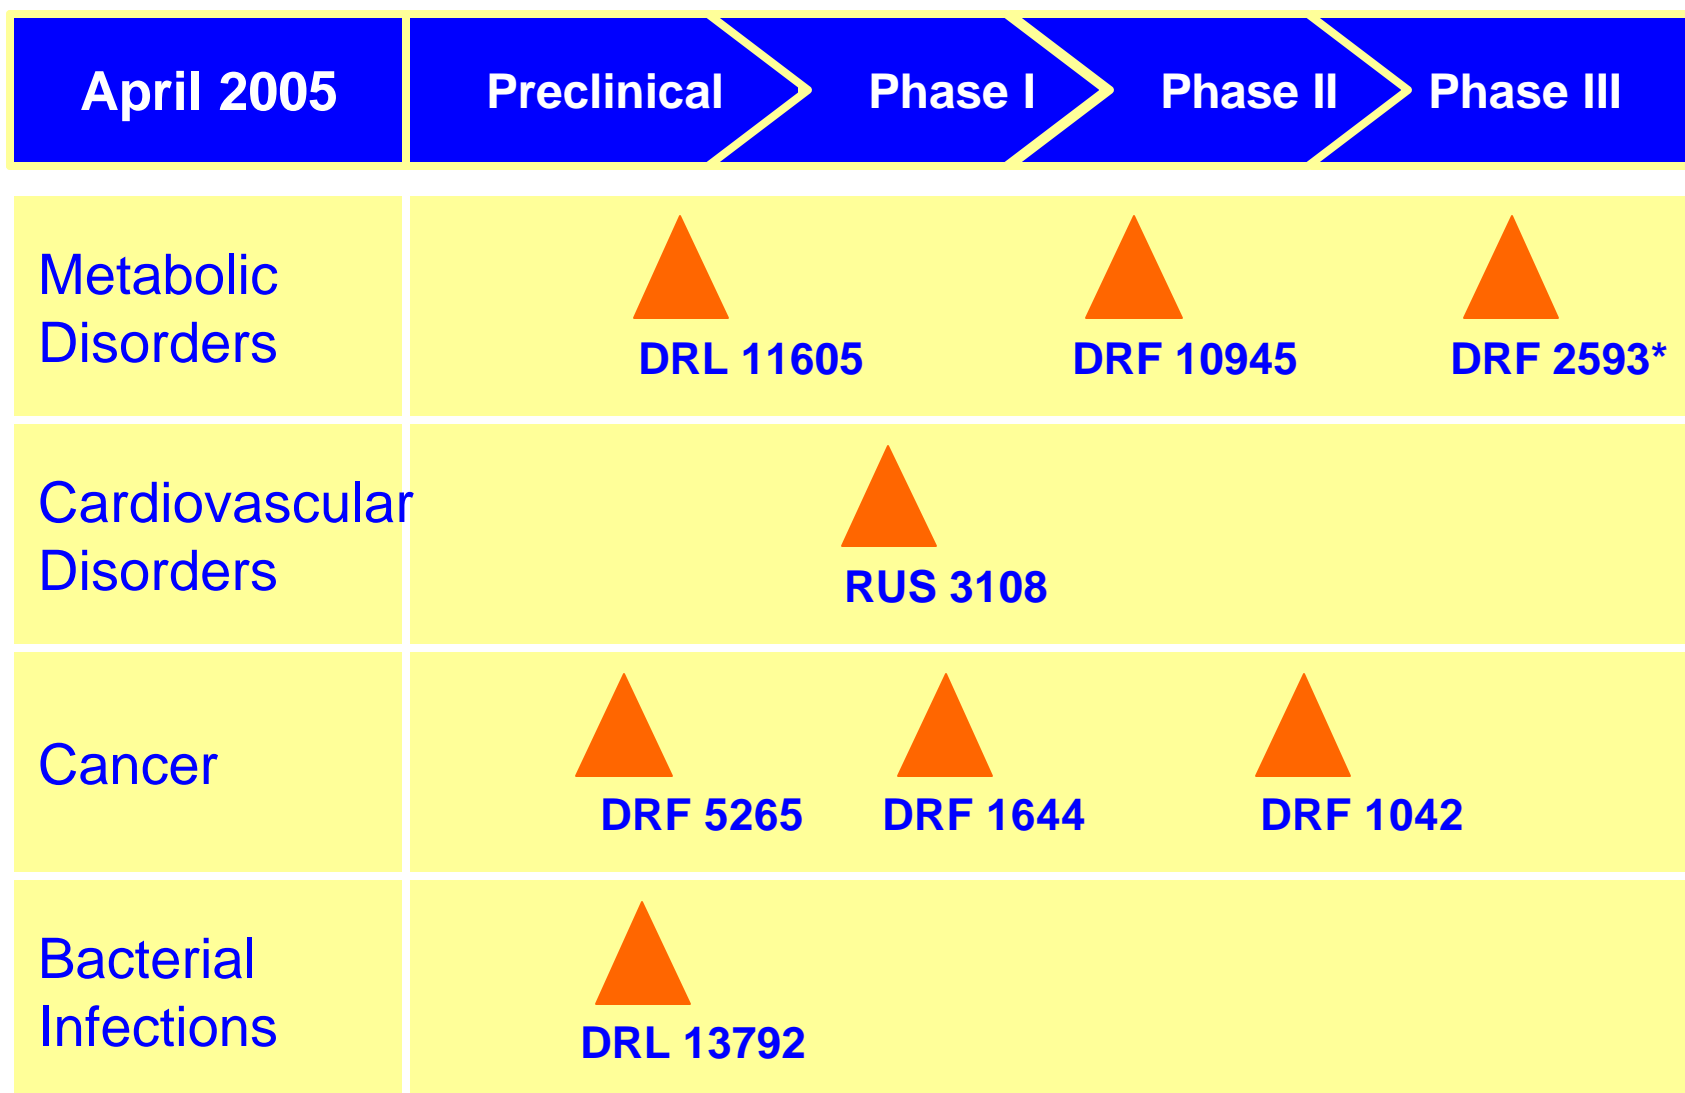 April 2005 Preclinical Phase I Phase II Phase III
Metabolic
Disorders
DRL 11605 DRF 10945 DRF 2593*
Cardiovascular
Disorders
RUS 3108
Cancer
DRF 5265 DRF 1644 DRF 1042
Bacterial
Infections
DRL 13792